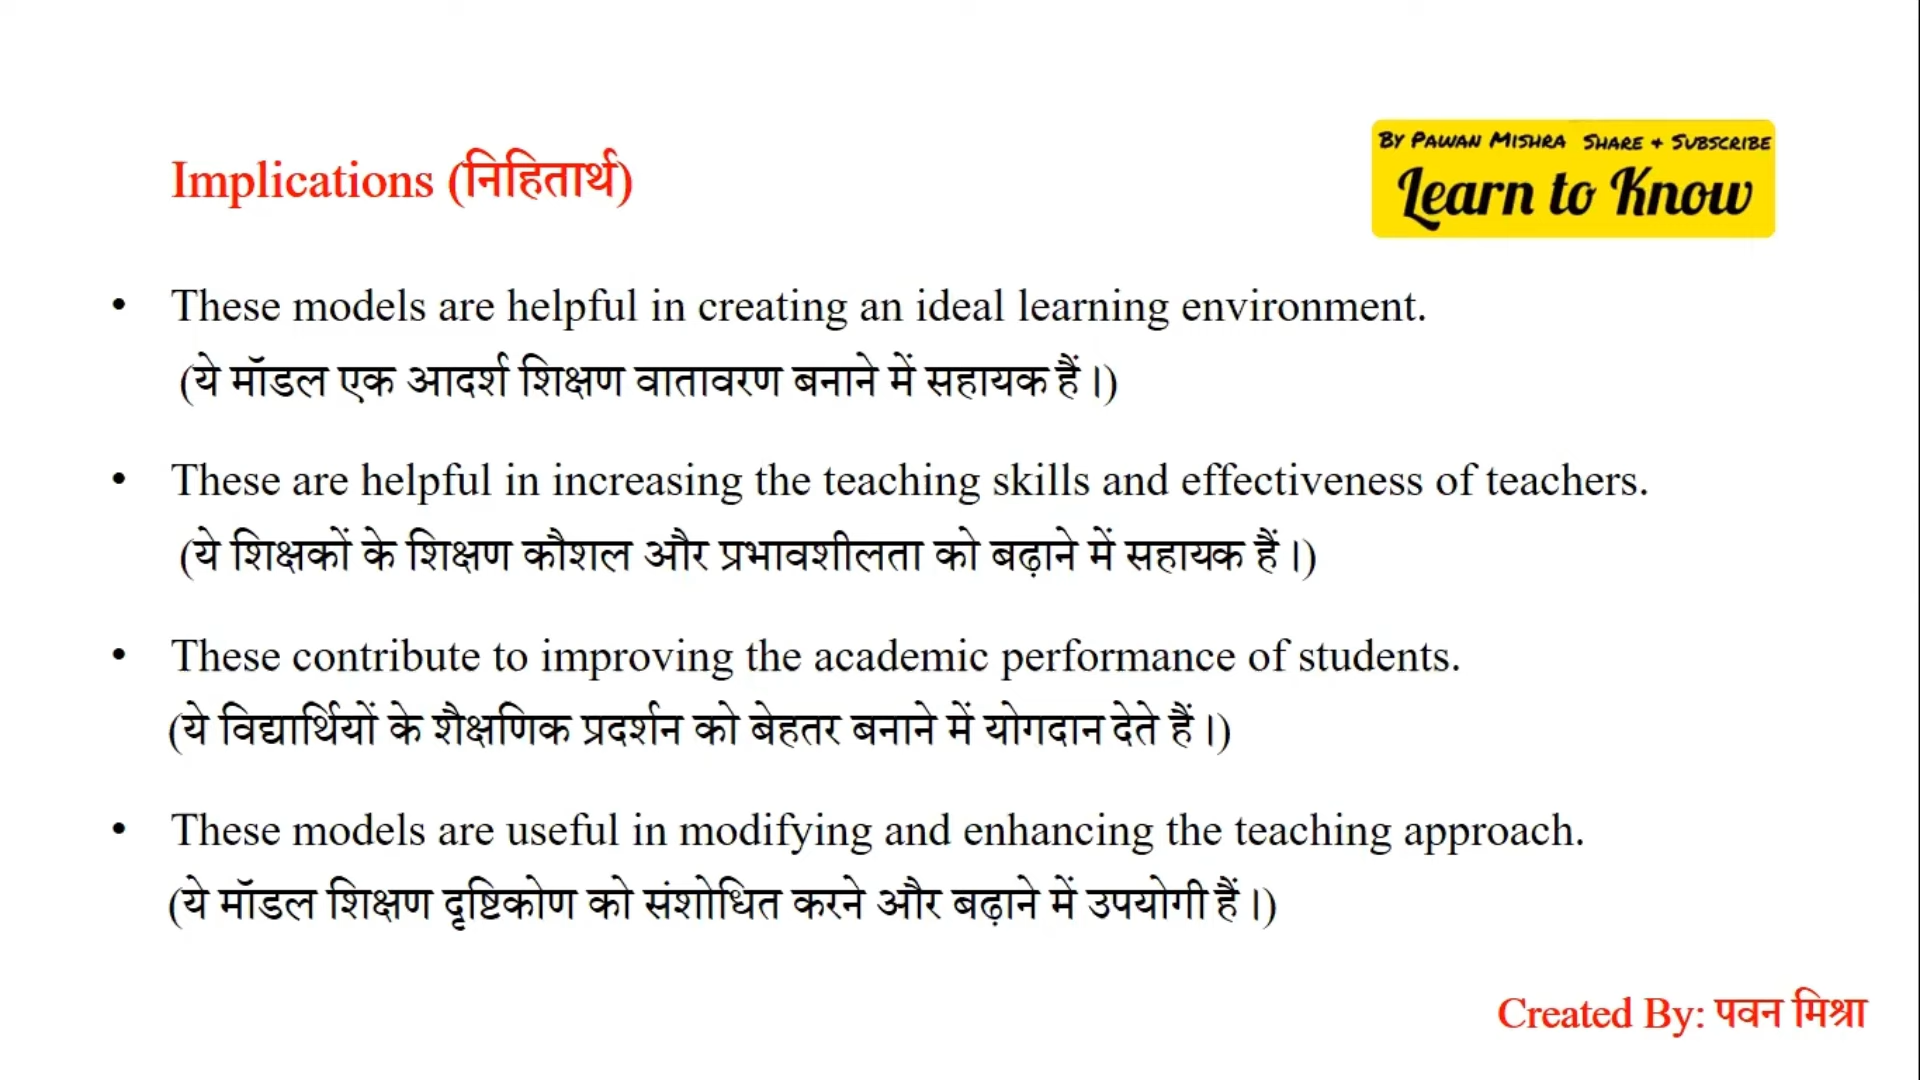 By Pawan Mishra Share + Subscribe
Learn to Know
Implications (निहितार्थ)
• These models are helpful in creating an ideal learning environment.
(ये मॉडल एक आदर्श शिक्षण वातावरण बनाने में सहायक हैं।)
• These are helpful in increasing the teaching skills and effectiveness of teachers.
(ये शिक्षकों के शिक्षण कौशल और प्रभावशीलता को बढ़ाने में सहायक हैं।)
• These contribute to improving the academic performance of students.
(ये विद्यार्थियों के शैक्षणिक प्रदर्शन को बेहतर बनाने में योगदान देते हैं।)
• These models are useful in modifying and enhancing the teaching approach.
(ये मॉडल शिक्षण दृष्टिकोण को संशोधित करने और बढ़ाने में उपयोगी हैं।)
Created By: पवन मिश्रा